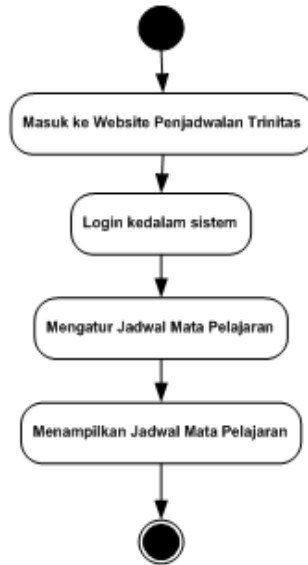 Masuk ke Website Penjadwalan Trinitas
Login kedalam sistem
Mengatur Jadwal Mata Pelajaran
Menampilkan Jadwal Mata Pelajaran